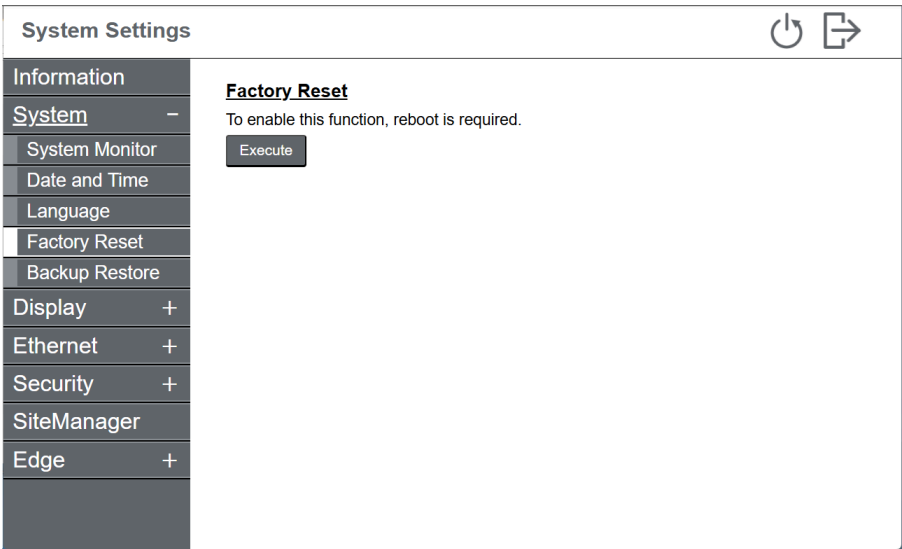 System Settings
Information
System −
System Monitor
Date and Time
Language
Factory Reset
Backup Restore
Display +
Ethernet +
Security +
SiteManager
Edge +
Factory Reset
To enable this function, reboot is required.
Execute